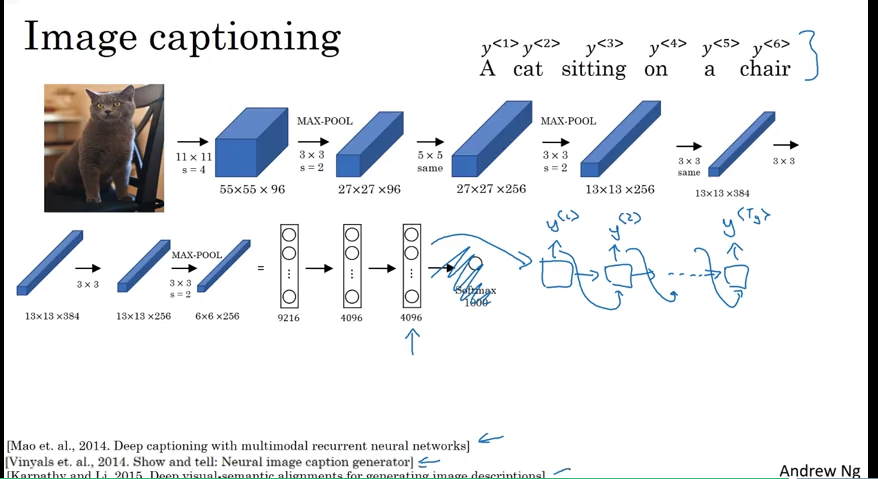 Image captioning
y<1> y<2> y<3> y<4> y<5> y<6>
A cat sitting on a chair
MAX-POOL
MAX-POOL
11 × 11
s = 4
3 × 3
s = 2
5 × 5
same
3 × 3
s = 2
3 × 3
same
3 × 3
55×55 × 96
27×27 ×96
27×27 ×256
13×13 ×256
13×13 ×384
y<1>
y<2>
y<Ty>
MAX-POOL
3 × 3
3 × 3
s = 2
=
Softmax
1000
13×13 ×384
13×13 ×256
6×6 ×256
9216
4096
4096
[Mao et. al., 2014. Deep captioning with multimodal recurrent neural networks]
[Vinyals et. al., 2014. Show and tell: Neural image caption generator]
[Karpathy and Li, 2015. Deep visual-semantic alignments for generating image descriptions]
Andrew Ng